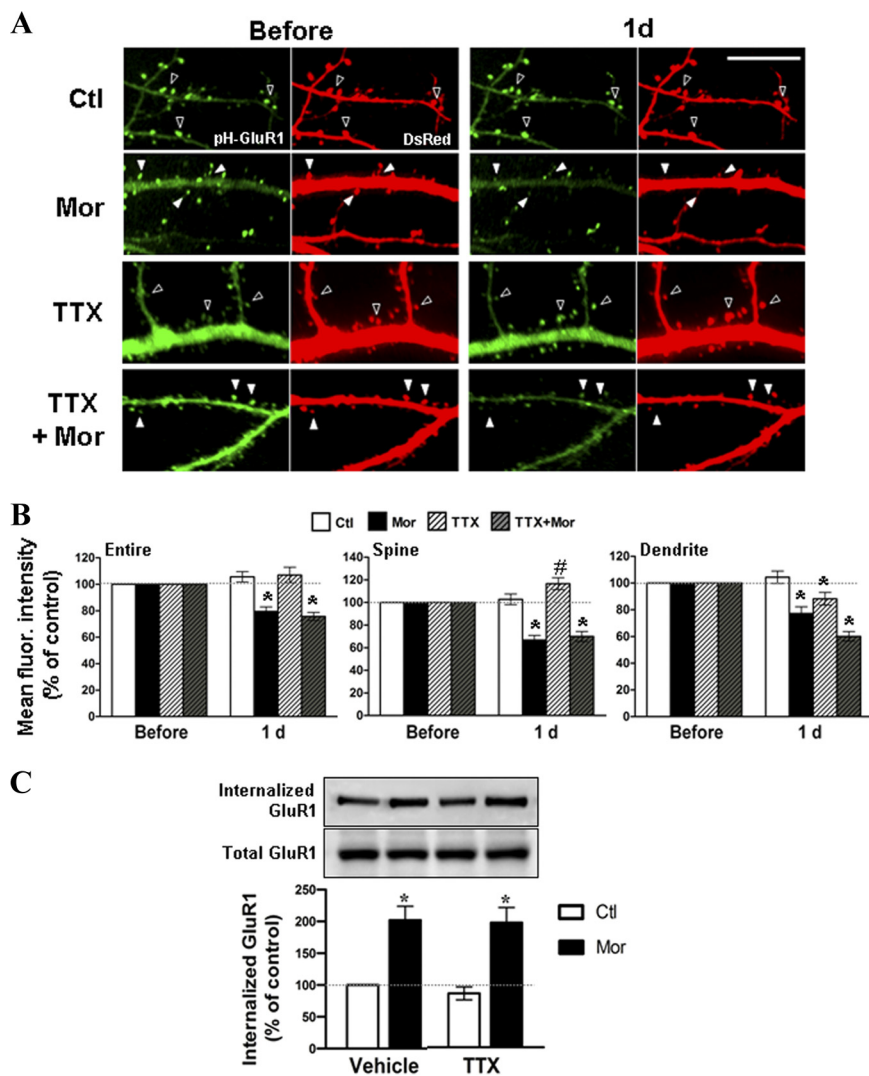 A
Before 1d
Ctl
pH-GluR1 DsRed
Mor
TTX
TTX
+ Mor
B
Ctl Mor TTX TTX+Mor
Mean fluor. intensity
(% of control)
Entire
120
100
80
60
40
20
0
*
*
Before 1 d
Spine
140
120
100
80
60
40
20
0
#
*
*
Before 1 d
Dendrite
120
100
80
60
40
20
0
*
*
*
Before 1 d
C
Internalized
GluR1
Total GluR1
Internalized GluR1
(% of control)
250
200
150
100
50
0
*
*
Vehicle TTX
Ctl
Mor